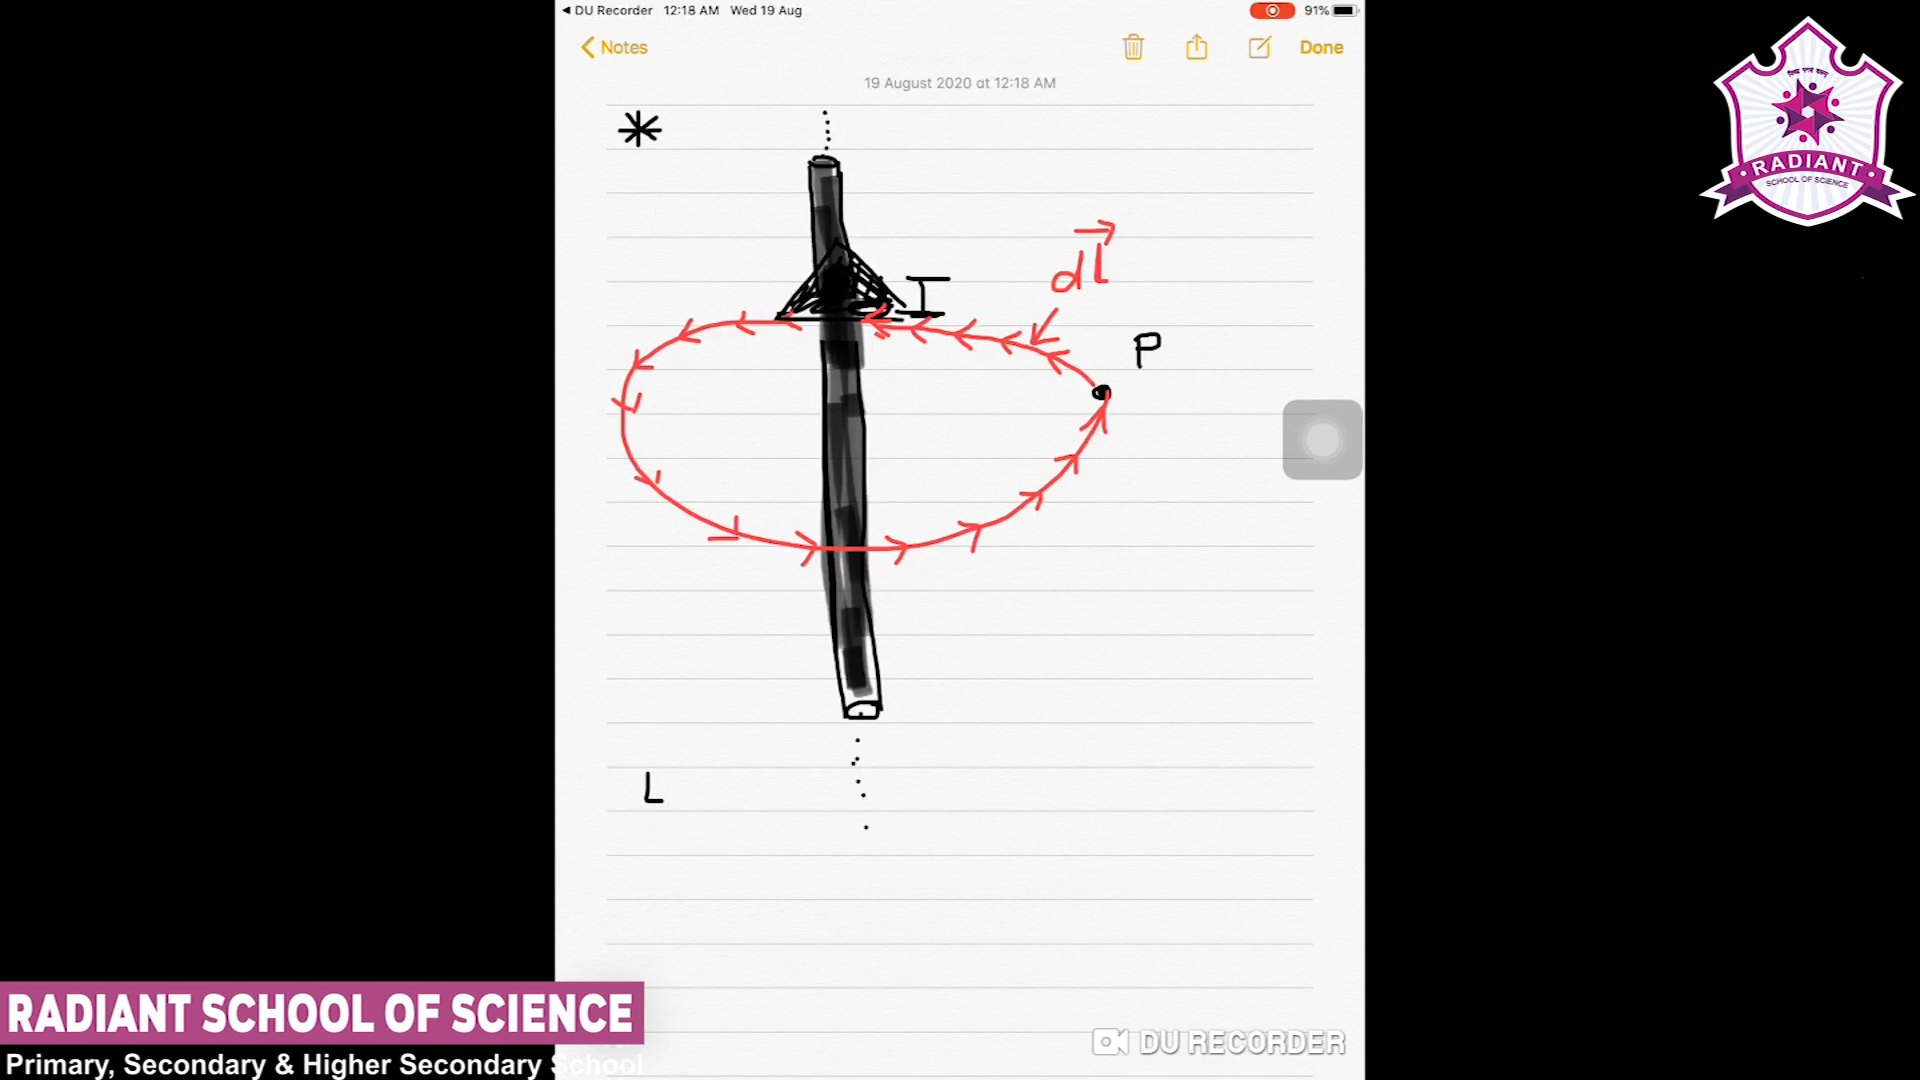 DU Recorder 12:18 AM Wed 19 Aug 91%
Notes Done
19 August 2020 at 12:18 AM
I
dl
P
L
RADIANT
SCHOOL OF SCIENCE
RADIANT SCHOOL OF SCIENCE
Primary, Secondary & Higher Secondary School
DU RECORDER